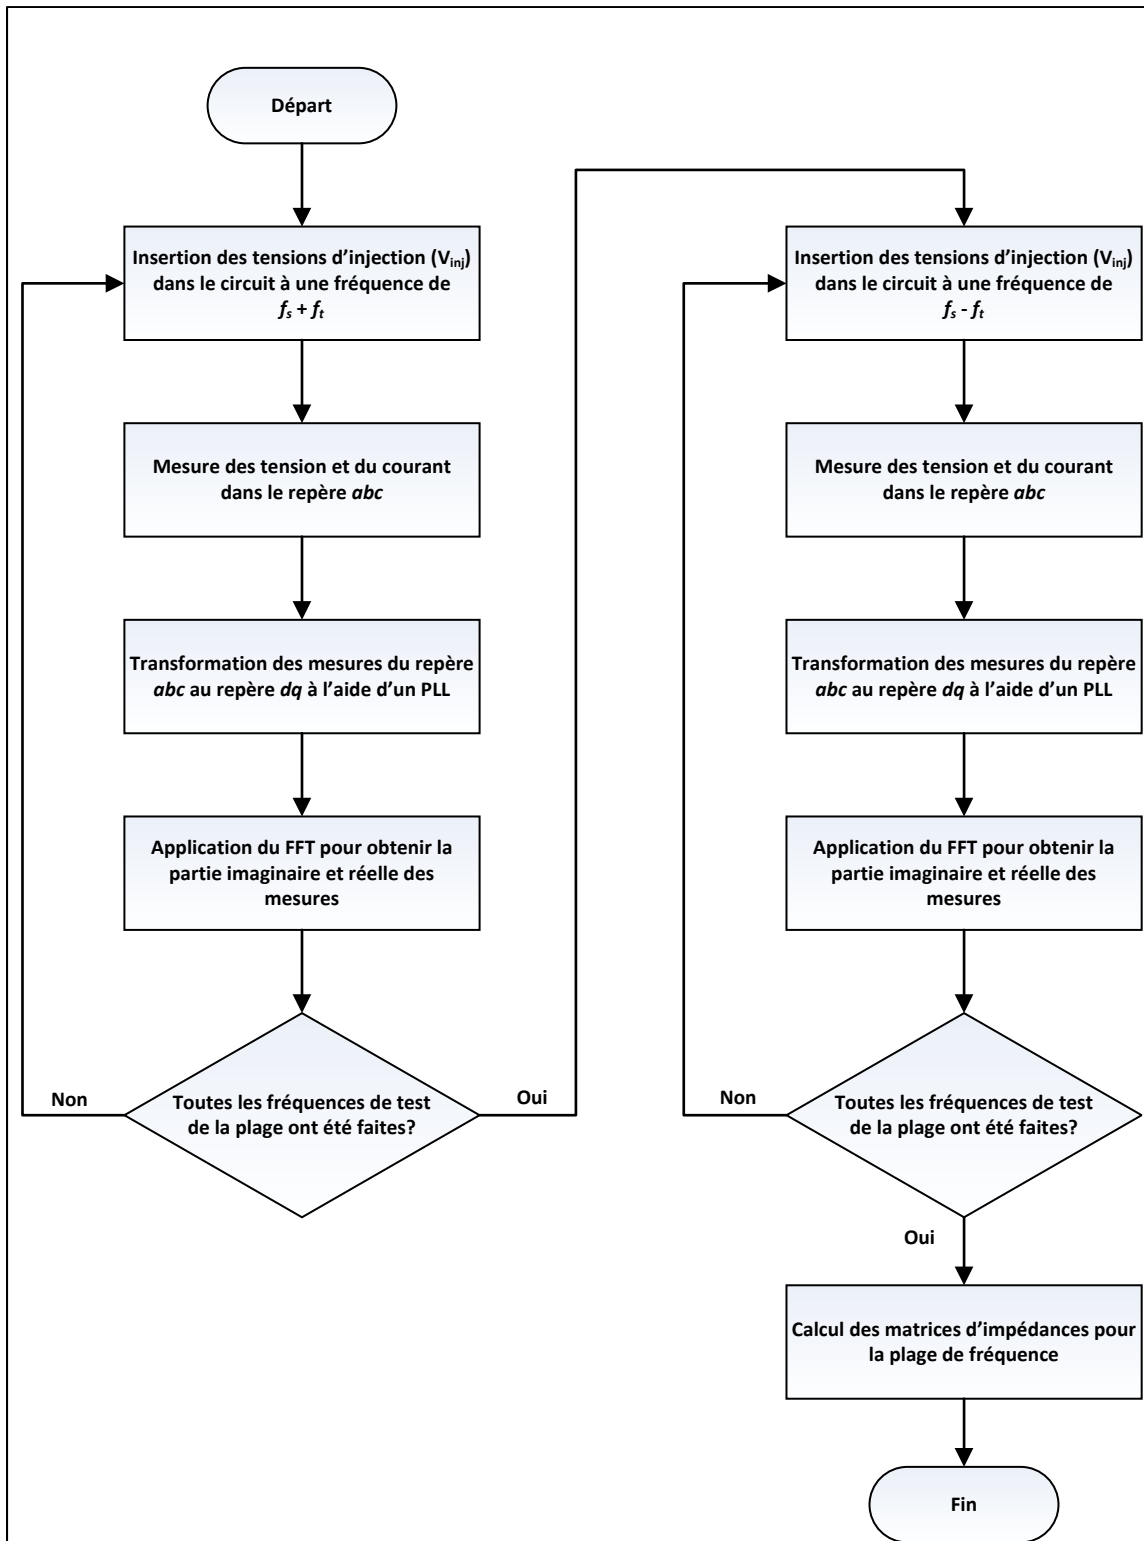 Départ
Insertion des tensions d’injection (Vinj)
dans le circuit à une fréquence de
fs + ft
Mesure des tension et du courant
dans le repère abc
Transformation des mesures du repère
abc au repère dq à l’aide d’un PLL
Application du FFT pour obtenir la
partie imaginaire et réelle des
mesures
Non
Toutes les fréquences de test
de la plage ont été faites?
Oui
Insertion des tensions d’injection (Vinj)
dans le circuit à une fréquence de
fs - ft
Mesure des tension et du courant
dans le repère abc
Transformation des mesures du repère
abc au repère dq à l’aide d’un PLL
Application du FFT pour obtenir la
partie imaginaire et réelle des
mesures
Non
Toutes les fréquences de test
de la plage ont été faites?
Oui
Calcul des matrices d’impédances pour
la plage de fréquence
Fin